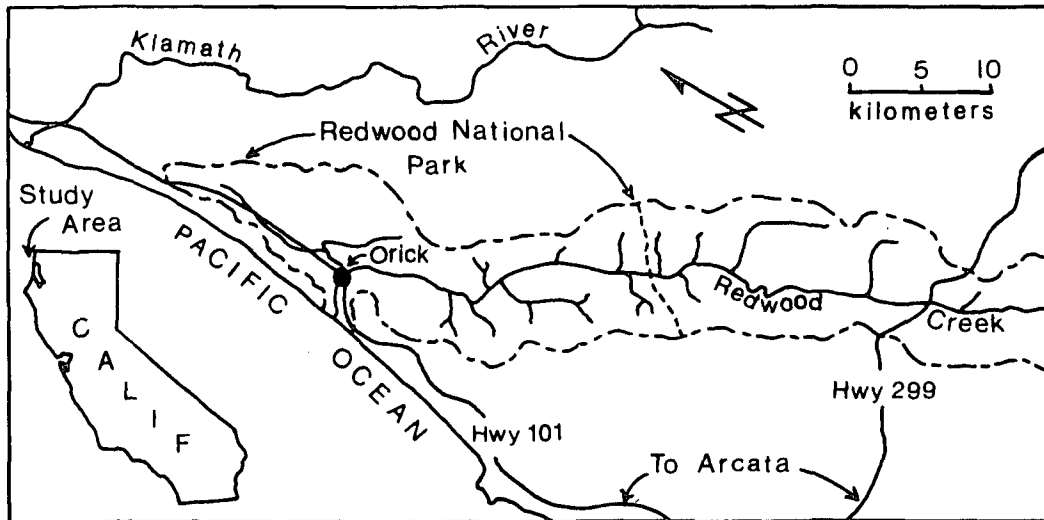 Klamath
River
0 5 10
kilometers
Redwood National
Park
Study
Area
PACIFIC
OCEAN
Orick
Redwood
Creek
CALIF
Hwy 299
Hwy 101
To Arcata